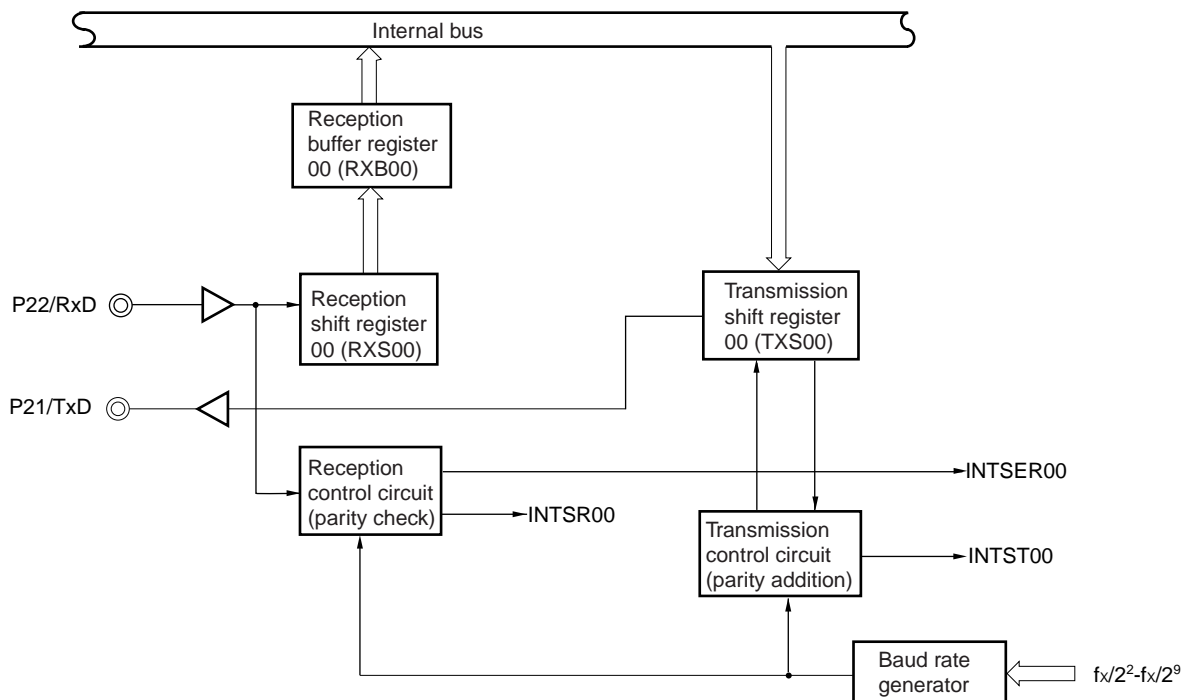 Internal bus
Reception
buffer register
00 (RXB00)
P22/RxD
Reception
shift register
00 (RXS00)
Transmission
shift register
00 (TXS00)
P21/TxD
Reception
control circuit
(parity check)
INTSER00
INTSR00
Transmission
control circuit
(parity addition)
INTST00
Baud rate
generator
fx/2²-fx/2⁹